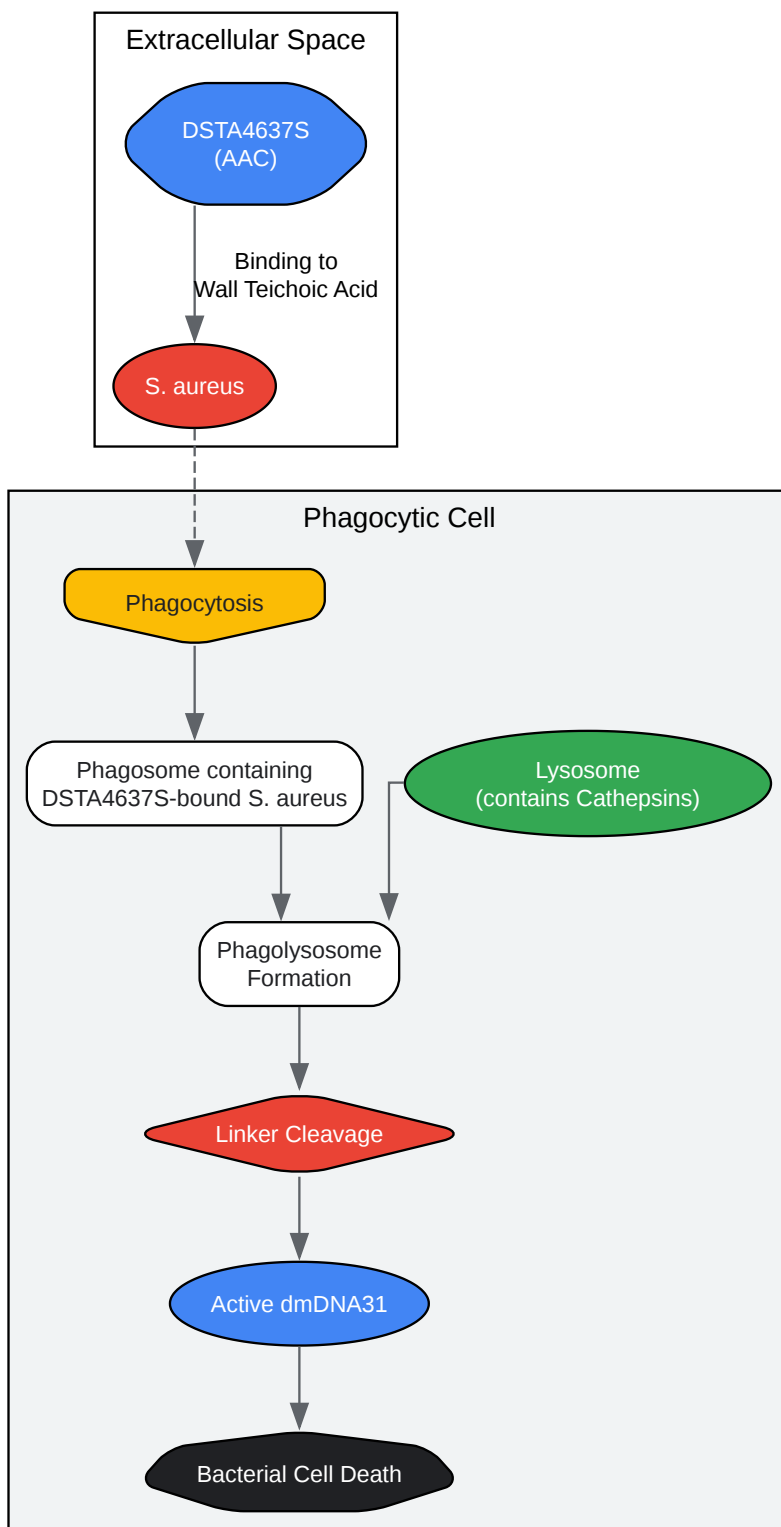 Extracellular Space
DSTA4637S
(AAC)
Binding to
Wall Teichoic Acid
S. aureus
Phagocytic Cell
Phagocytosis
Phagosome containing
DSTA4637S-bound S. aureus
Lysosome
(contains Cathepsins)
Phagolysosome
Formation
Linker Cleavage
Active dmDNA31
Bacterial Cell Death